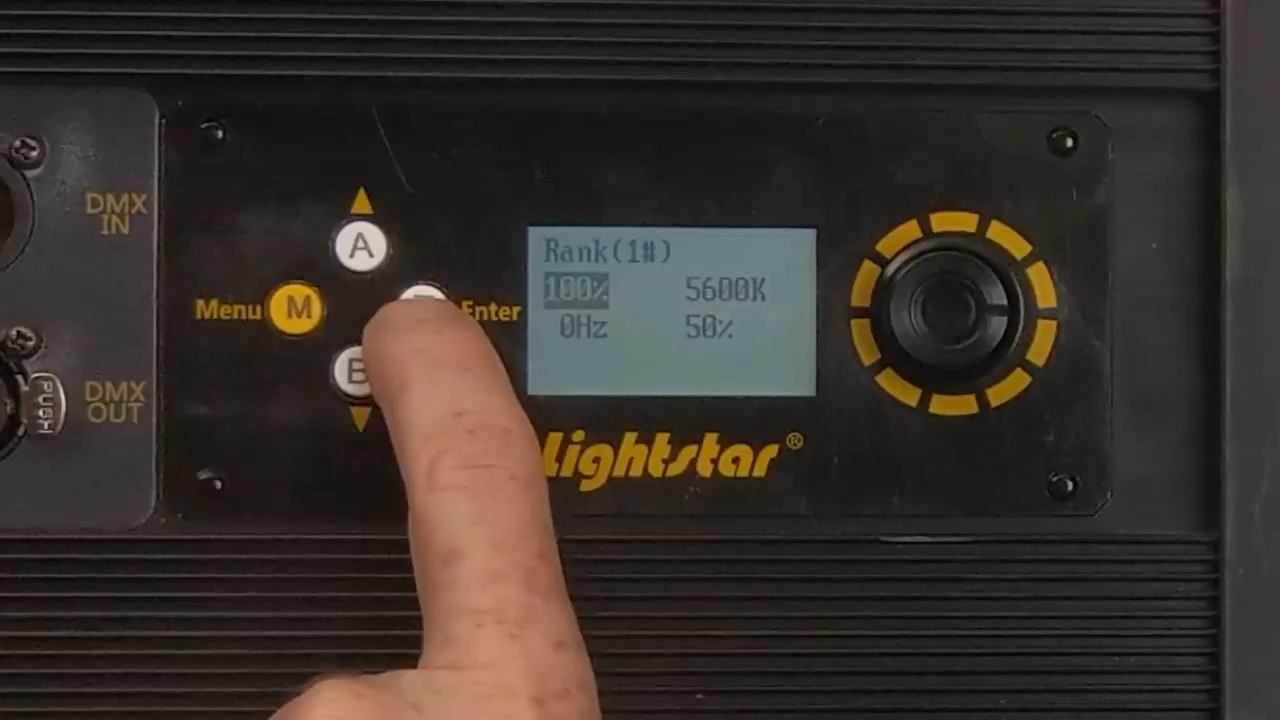 DMX
IN
DMX
OUT
PUSH
A
Menu
M
Enter
B
Rank(1#)
100% 5600K
0Hz 50%
Lightstar®